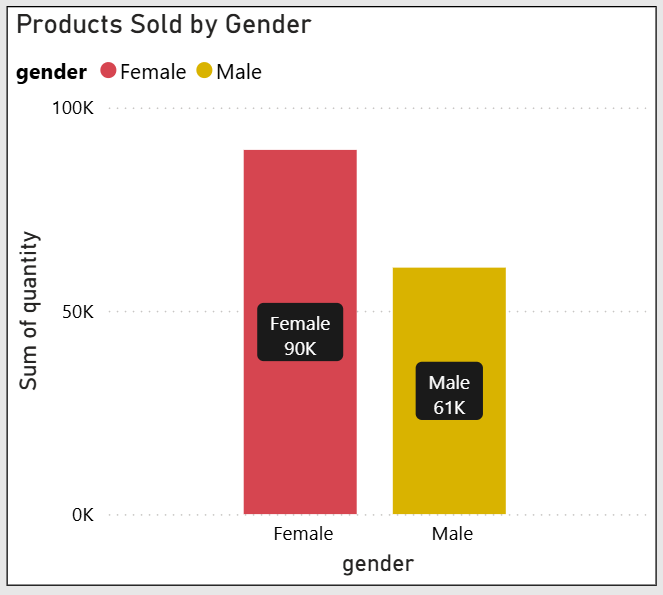 Products Sold by Gender
gender Female Male
100K
50K
0K
Sum of quantity
Female
90K
Male
61K
Female Male
gender